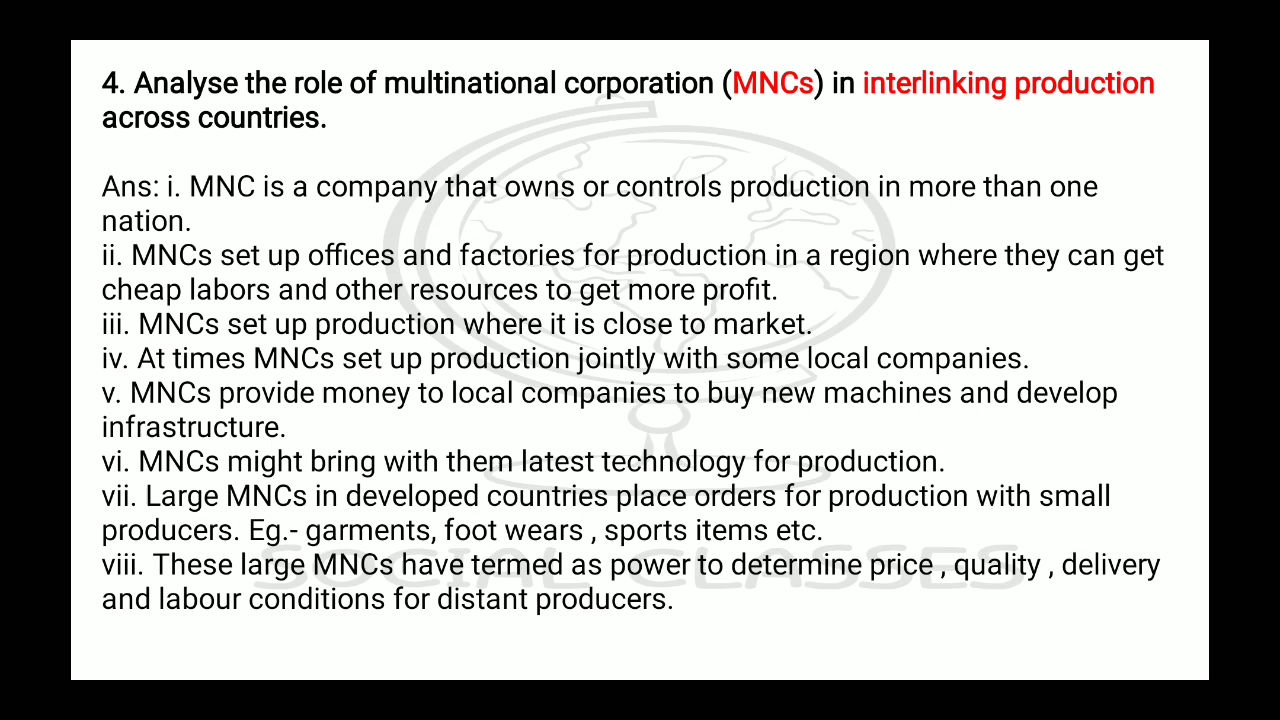 4. Analyse the role of multinational corporation (MNCs) in interlinking production
across countries.
Ans: i. MNC is a company that owns or controls production in more than one
nation.
ii. MNCs set up offices and factories for production in a region where they can get
cheap labors and other resources to get more profit.
iii. MNCs set up production where it is close to market.
iv. At times MNCs set up production jointly with some local companies.
v. MNCs provide money to local companies to buy new machines and develop
infrastructure.
vi. MNCs might bring with them latest technology for production.
vii. Large MNCs in developed countries place orders for production with small
producers. Eg.- garments, foot wears , sports items etc.
SOCIAL CLASSES
viii. These large MNCs have termed as power to determine price , quality , delivery
and labour conditions for distant producers.